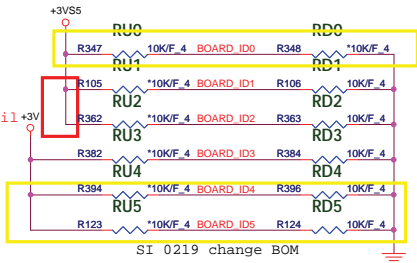 +3VS5
RU0 RD0
R347 10K/F_4 BOARD_ID0 R348 *10K/F_4
RU1 RD1
R105 *10K/F_4 BOARD_ID1 R106 10K/F_4
RU2 RD2
il +3V R362 *10K/F_4 BOARD_ID2 R363 10K/F_4
RU3 RD3
R382 *10K/F_4 BOARD_ID3 R384 10K/F_4
RU4 RD4
R394 *10K/F_4 BOARD_ID4 R396 10K/F_4
RU5 RD5
R123 *10K/F_4 BOARD_ID5 R124 10K/F_4
SI 0219 change BOM